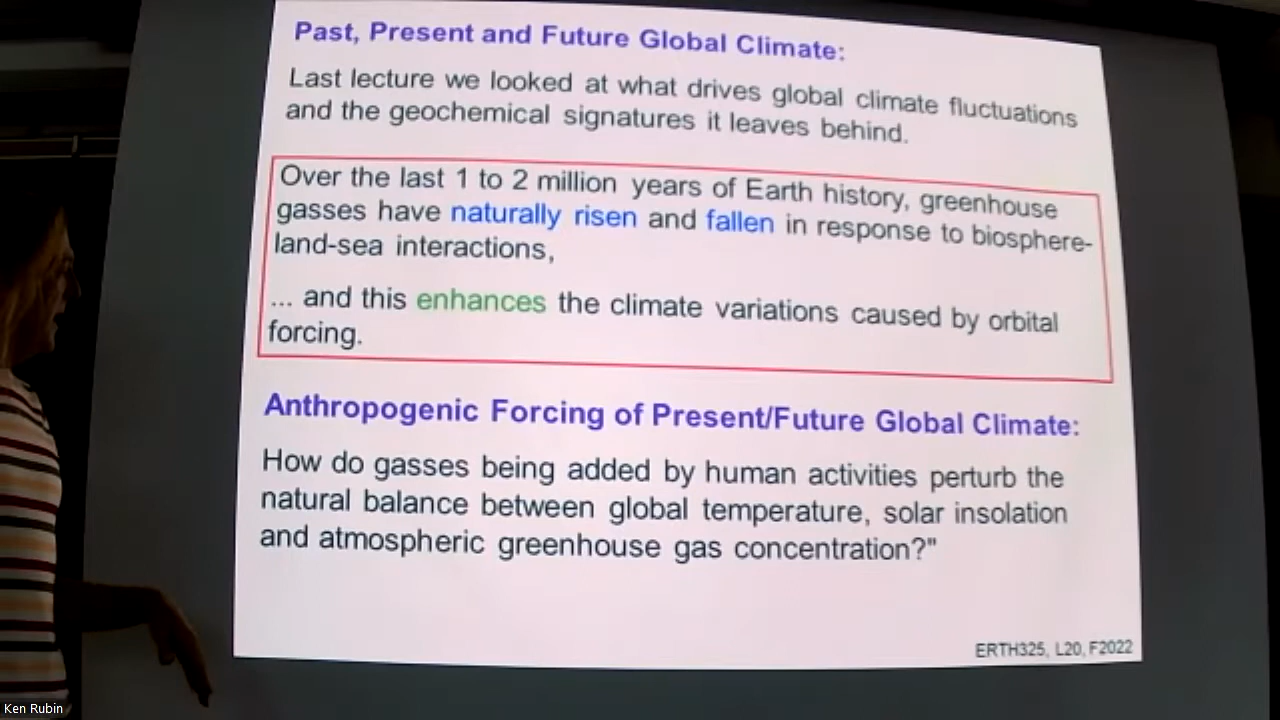 Past, Present and Future Global Climate:
Last lecture we looked at what drives global climate fluctuations
and the geochemical signatures it leaves behind.
Over the last 1 to 2 million years of Earth history, greenhouse
gasses have naturally risen and fallen in response to biosphere-
land-sea interactions,
... and this enhances the climate variations caused by orbital
forcing.
Anthropogenic Forcing of Present/Future Global Climate:
How do gasses being added by human activities perturb the
natural balance between global temperature, solar insolation
and atmospheric greenhouse gas concentration?"
ERTH325, L20, F2022
Ken Rubin